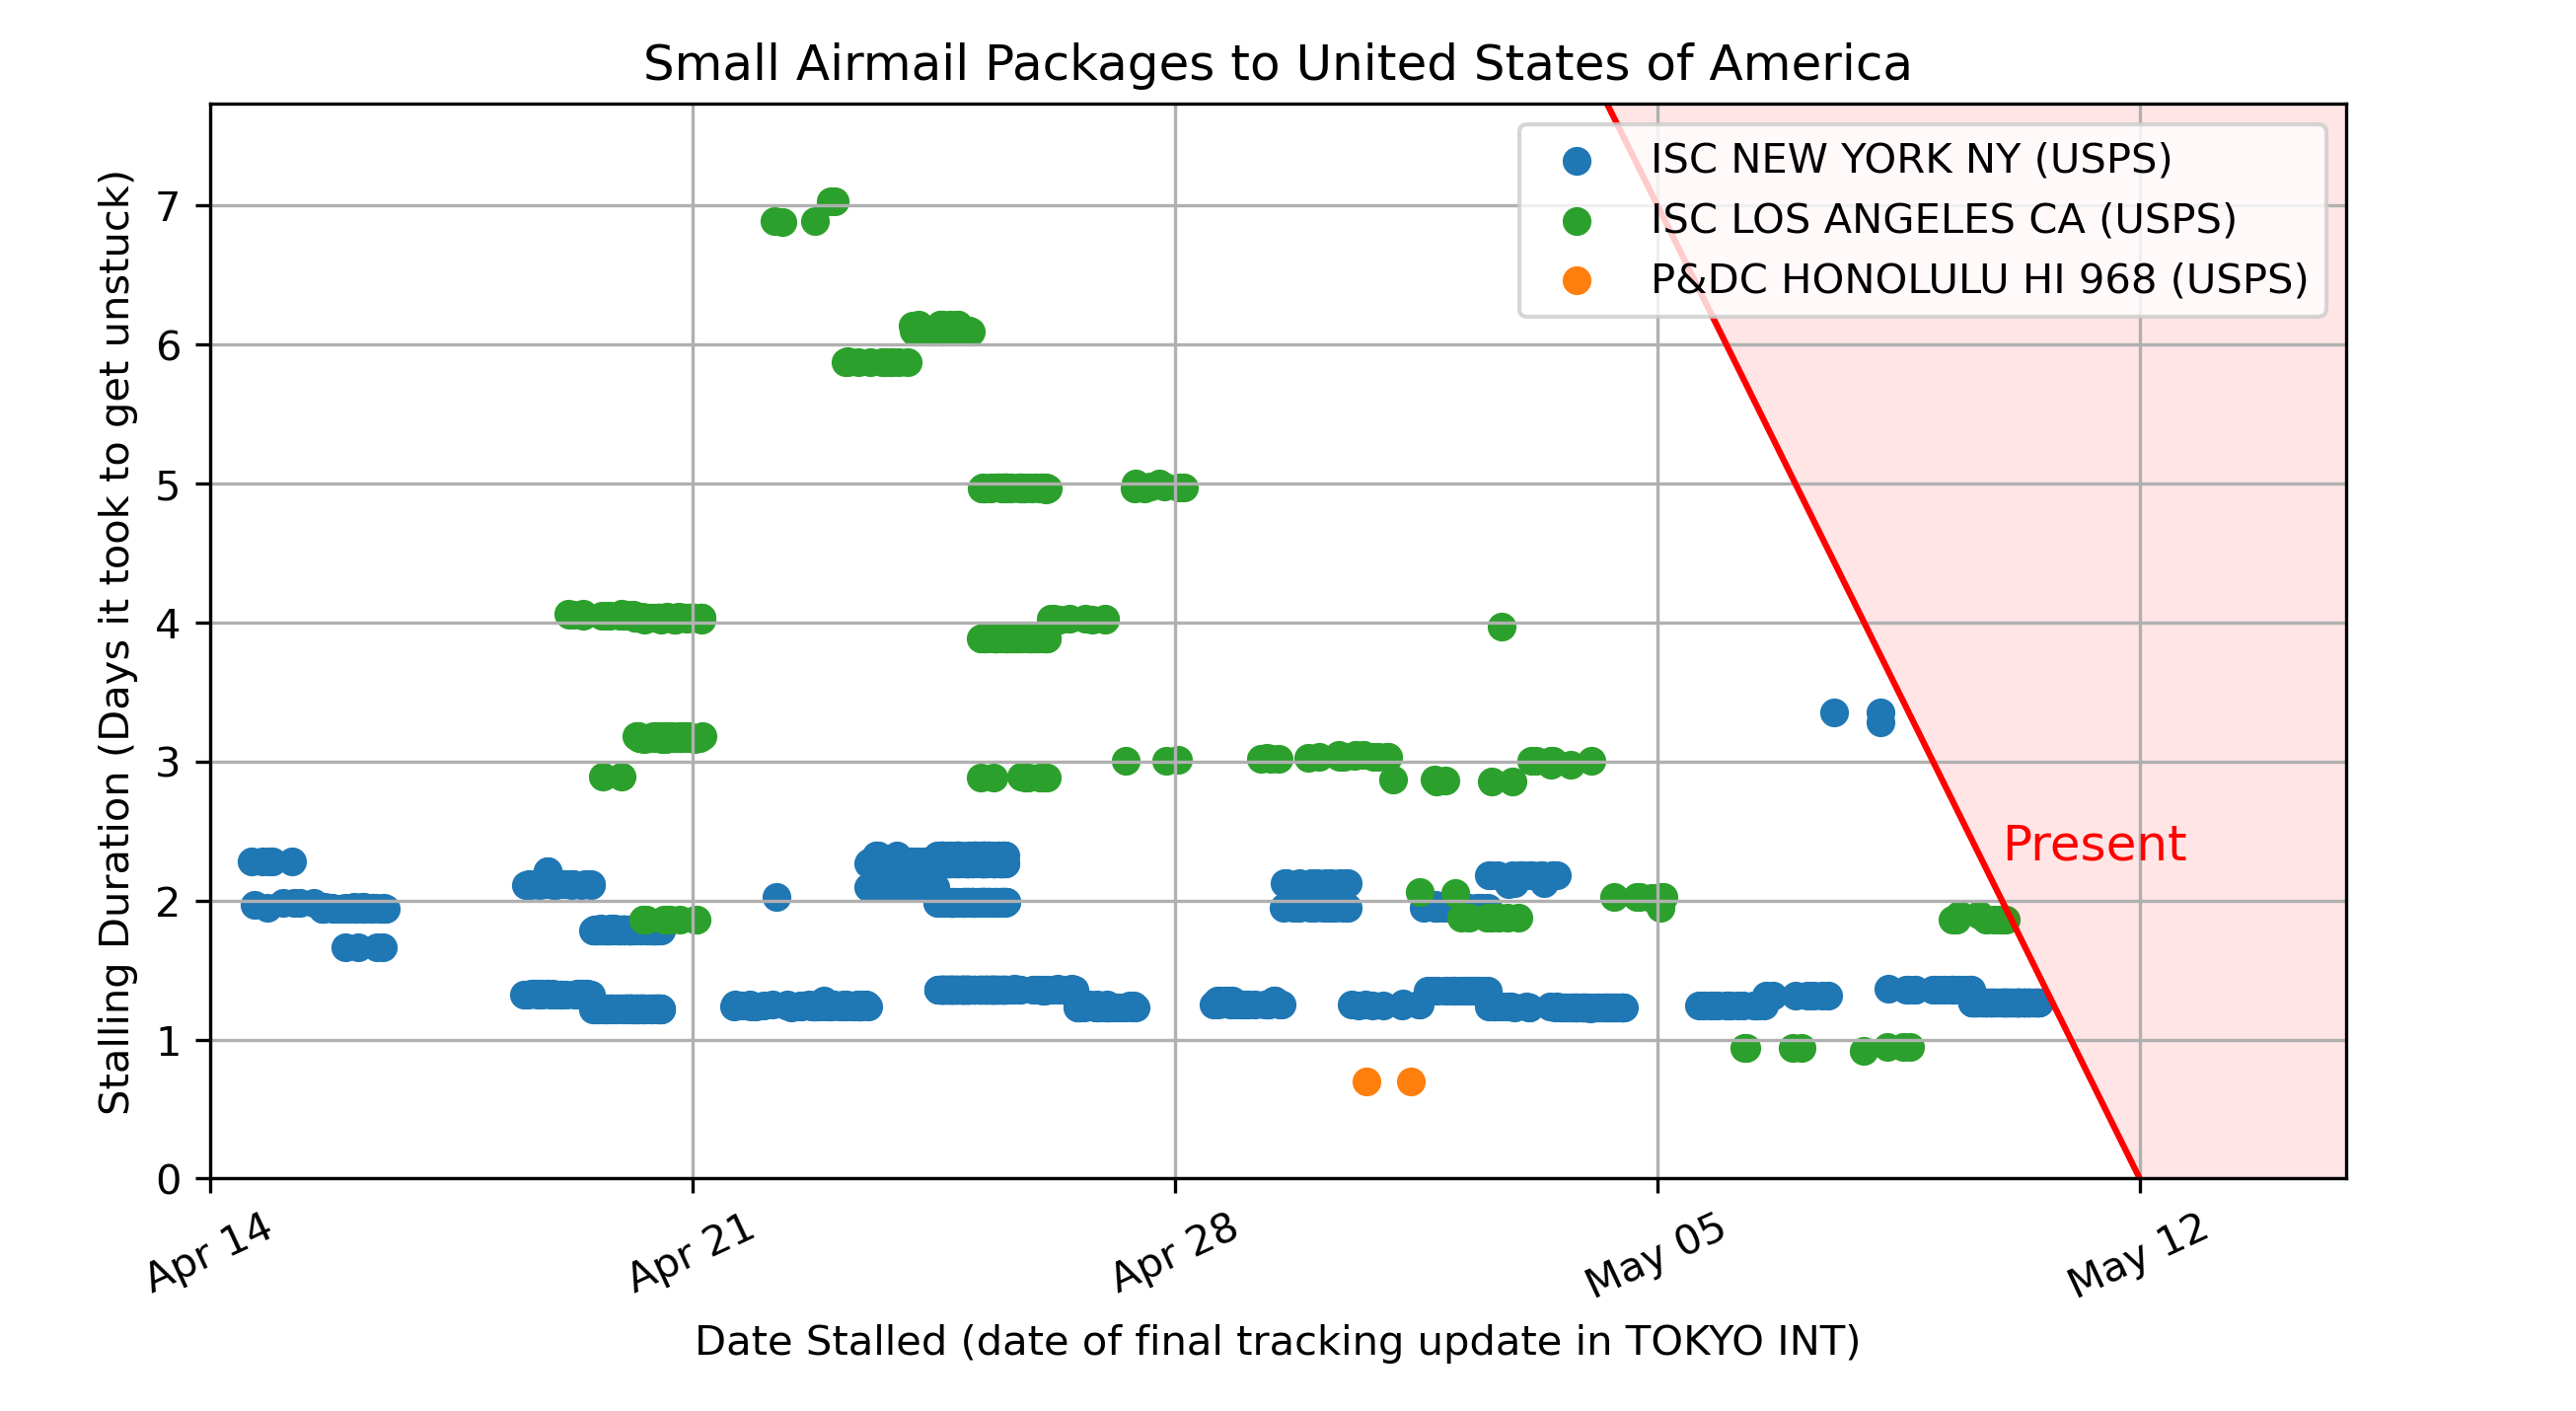 Small Airmail Packages to United States of America
ISC NEW YORK NY (USPS)
ISC LOS ANGELES CA (USPS)
P&DC HONOLULU HI 968 (USPS)
Stalling Duration (Days it took to get unstuck)
7
6
5
4
3
2
1
0
Present
Apr 14
Apr 21
Apr 28
May 05
May 12
Date Stalled (date of final tracking update in TOKYO INT)